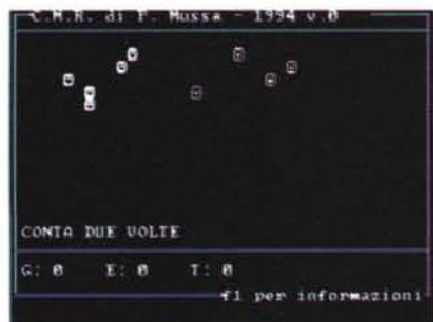 C.M.R. di F. Mussa - 1994 v.0
CONTA DUE VOLTE
G: 0 E: 0 T: 0
f1 per informazioni